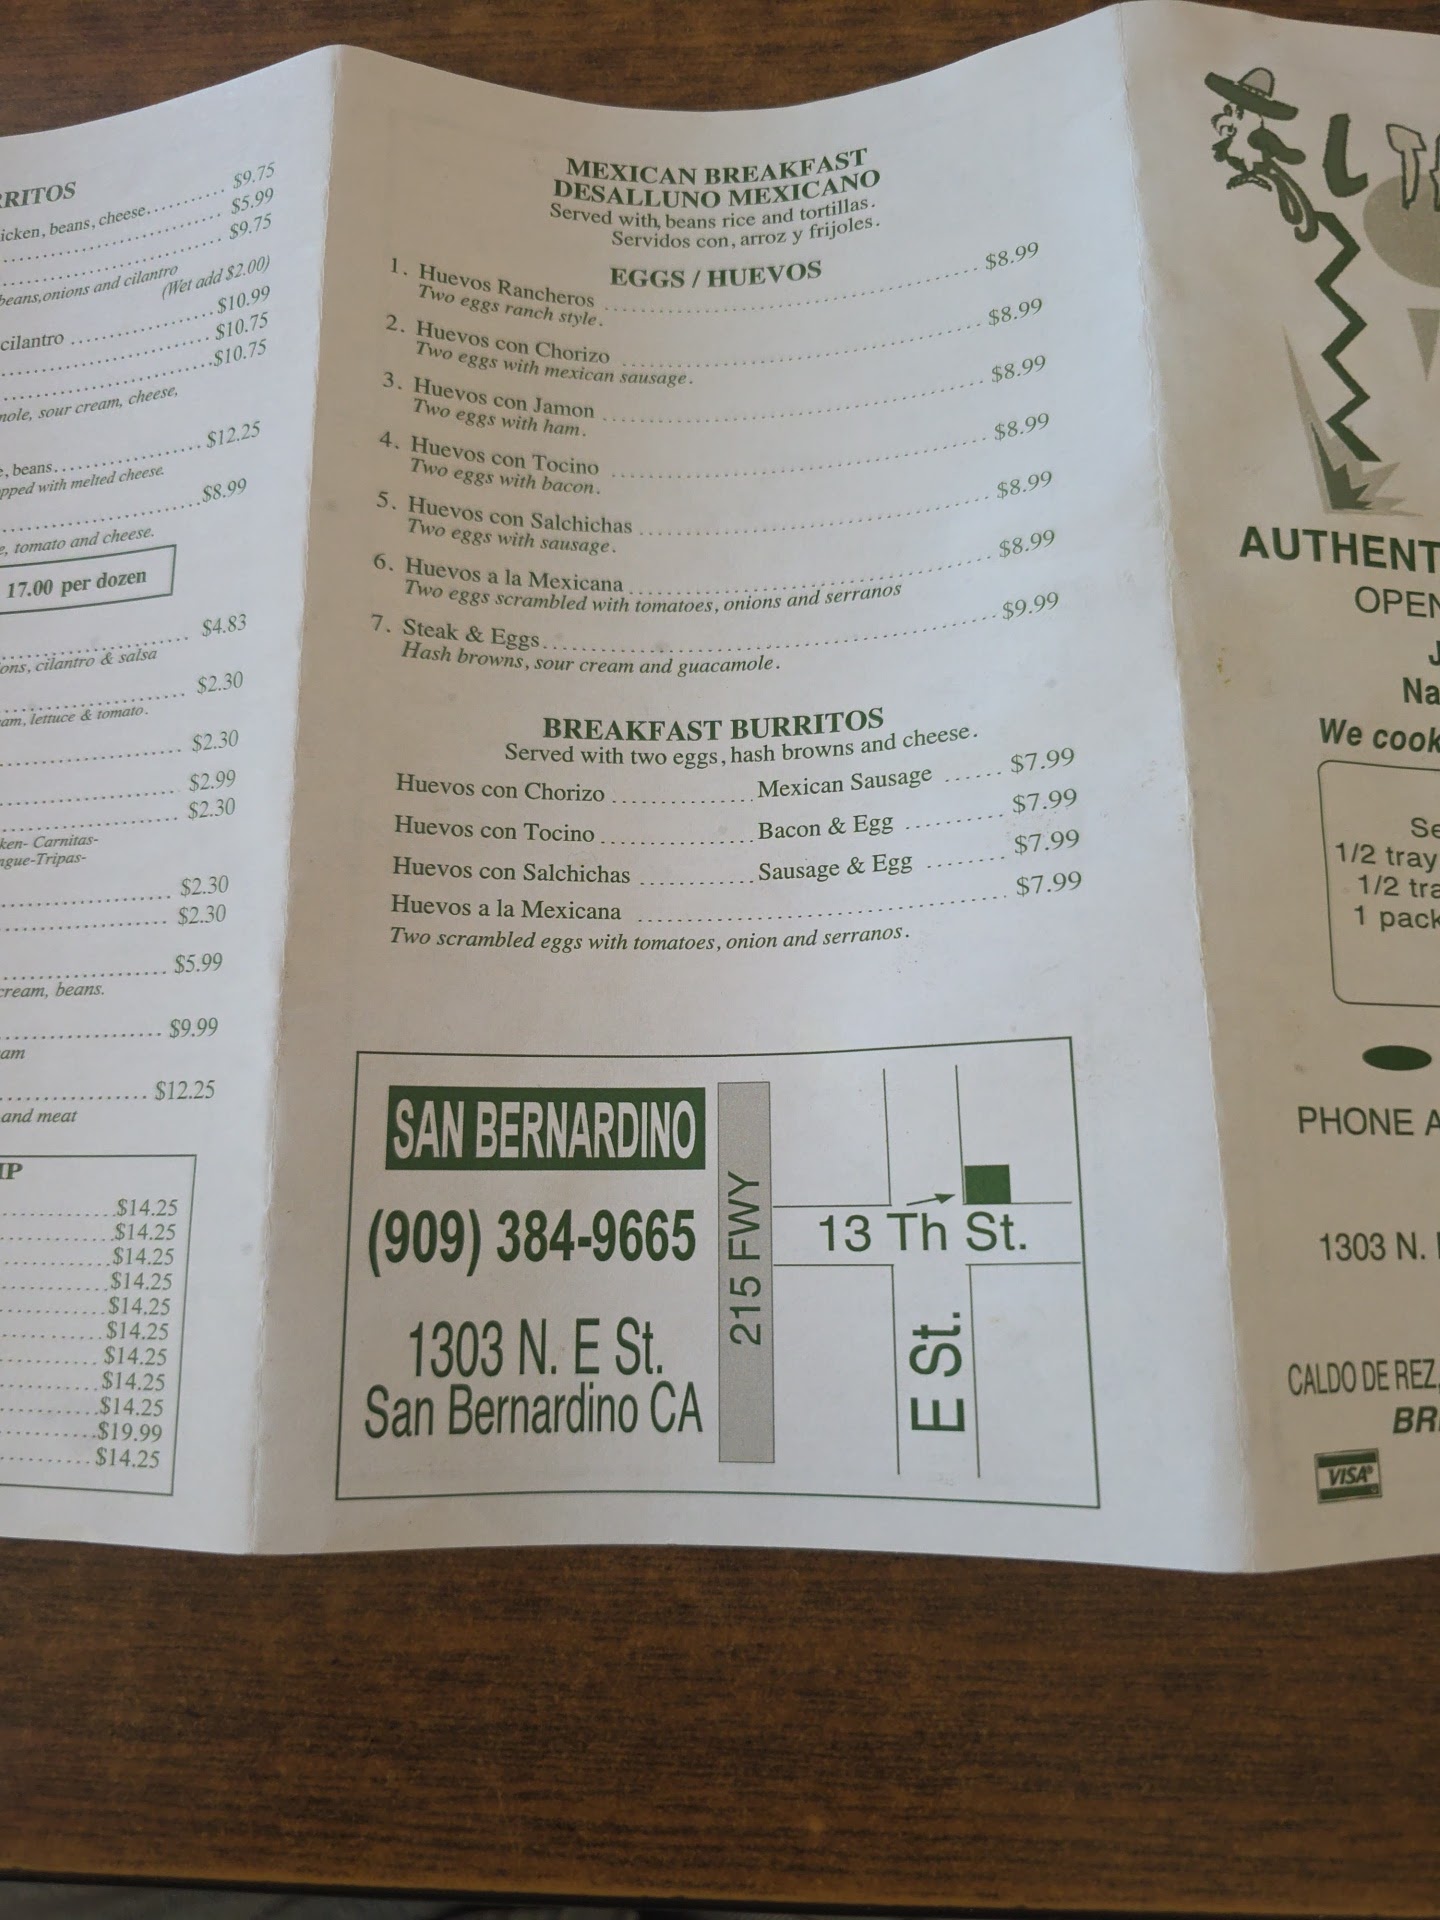 RRITOS
icken, beans, cheese.............. $9.75
$5.99
$9.75
beans,onions and cilantro
(Wet add $2.00)
cilantro .................... $10.99
$10.75
$10.75
mole, sour cream, cheese,
, beans..................... $12.25
pped with melted cheese.
$8.99
e, tomato and cheese.
17.00 per dozen
$4.83
ons, cilantro & salsa
$2.30
am, lettuce & tomato.
$2.30
$2.99
$2.30
ken- Carnitas-
ngue-Tripas-
$2.30
$2.30
$5.99
cream, beans.
$9.99
am
$12.25
and meat
IP
$14.25
$14.25
$14.25
$14.25
$14.25
$14.25
$14.25
$14.25
$14.25
$19.99
$14.25
MEXICAN BREAKFAST
DESALLUNO MEXICANO
Served with, beans rice and tortillas.
Servidos con, arroz y frijoles.
EGGS / HUEVOS
1. Huevos Rancheros .................... $8.99
Two eggs ranch style.
2. Huevos con Chorizo .................... $8.99
Two eggs with mexican sausage.
3. Huevos con Jamon .................... $8.99
Two eggs with ham.
4. Huevos con Tocino .................... $8.99
Two eggs with bacon.
5. Huevos con Salchichas .................... $8.99
Two eggs with sausage.
6. Huevos a la Mexicana .................... $8.99
Two eggs scrambled with tomatoes, onions and serranos
7. Steak & Eggs .................... $9.99
Hash browns, sour cream and guacamole.
BREAKFAST BURRITOS
Served with two eggs, hash browns and cheese.
Huevos con Chorizo .............. Mexican Sausage ...... $7.99
Huevos con Tocino ............... Bacon & Egg .......... $7.99
Huevos con Salchichas ........... Sausage & Egg ........ $7.99
Huevos a la Mexicana .................... $7.99
Two scrambled eggs with tomatoes, onion and serranos.
SAN BERNARDINO
(909) 384-9665
1303 N. E St.
San Bernardino CA
215 FWY
13 Th St.
E St.
L T
AUTHENT
OPEN
J
Na
We cook
Se
1/2 tray
1/2 tra
1 pack
PHONE A
1303 N.
CALDO DE REZ,
BR
VISA